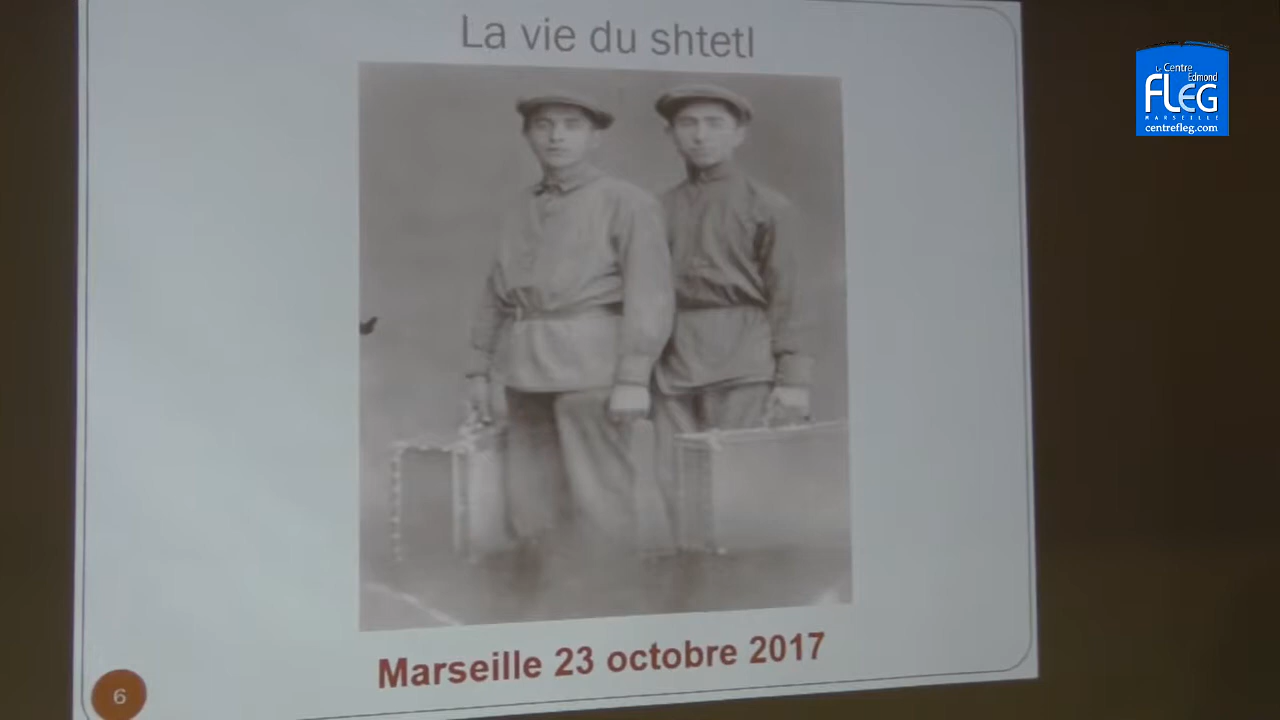 La vie du shtetl
Le Centre
Edmond
FLEG
MARSEILLE
centrefleg.com
Marseille 23 octobre 2017
6